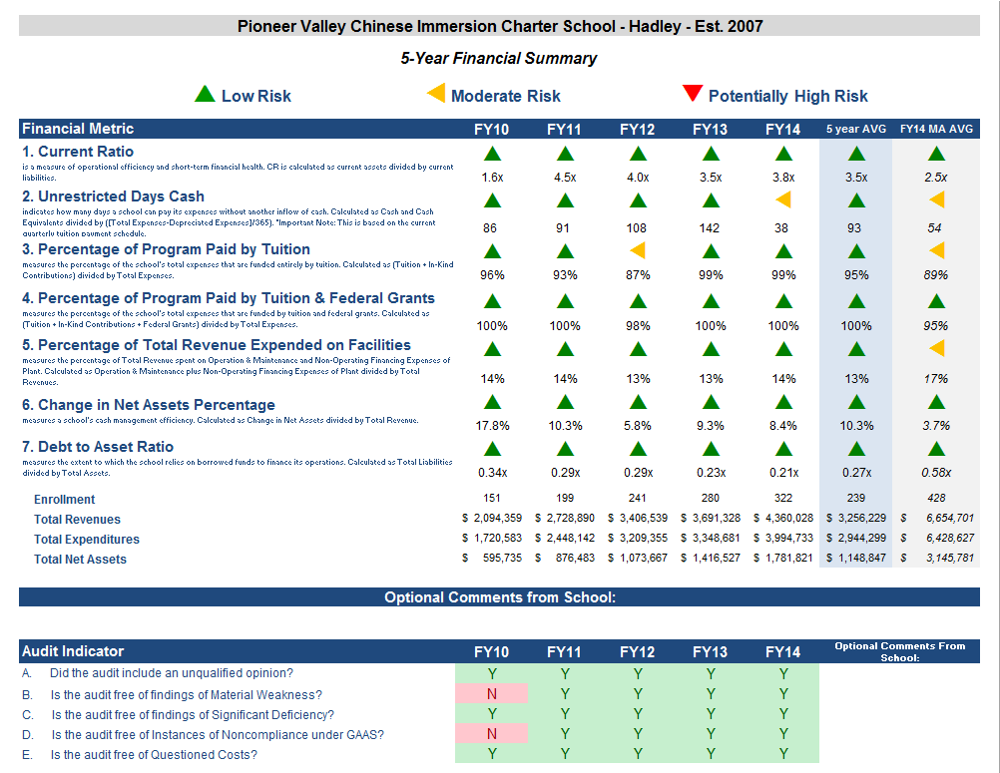 Pioneer Valley Chinese Immersion Charter School - Hadley - Est. 2007
5-Year Financial Summary
Low Risk Moderate Risk Potentially High Risk
Financial Metric FY10 FY11 FY12 FY13 FY14 5 year AVG FY14 MA AVG
1. Current Ratio
is a measure of operational efficiency and short-term financial health. CR is calculated as current assets divided by current
liabilities.
1.6x 4.5x 4.0x 3.5x 3.8x 3.5x 2.5x
2. Unrestricted Days Cash
indicates how many days a school can pay its expenses without another inflow of cash. Calculated as Cash and Cash
Equivalents divided by ([Total Expenses-Depreciated Expenses]/365). *Important Note: This is based on the current
quarterly tuition payment schedule.
86 91 108 142 38 93 54
3. Percentage of Program Paid by Tuition
measures the percentage of the school's total expenses that are funded entirely by tuition. Calculated as (Tuition + In-Kind
Contributions) divided by Total Expenses.
96% 93% 87% 99% 99% 95% 89%
4. Percentage of Program Paid by Tuition & Federal Grants
measures the percentage of the school's total expenses that are funded by tuition and federal grants. Calculated as
(Tuition + In-Kind Contributions + Federal Grants) divided by Total Expenses.
100% 100% 98% 100% 100% 100% 95%
5. Percentage of Total Revenue Expended on Facilities
measures the percentage of Total Revenue spent on Operation & Maintenance and Non-Operating Financing Expenses of
Plant. Calculated as Operation & Maintenance plus Non-Operating Financing Expenses of Plant divided by Total
Revenues.
14% 14% 13% 13% 14% 13% 17%
6. Change in Net Assets Percentage
measures a school's cash management efficiency. Calculated as Change in Net Assets divided by Total Revenue.
17.8% 10.3% 5.8% 9.3% 8.4% 10.3% 3.7%
7. Debt to Asset Ratio
measures the extent to which the school relies on borrowed funds to finance its operations. Calculated as Total Liabilities
divided by Total Assets.
0.34x 0.29x 0.29x 0.23x 0.21x 0.27x 0.58x
Enrollment 151 199 241 280 322 239 428
Total Revenues $ 2,094,359 $ 2,728,890 $ 3,406,539 $ 3,691,328 $ 4,360,028 $ 3,256,229 $ 6,654,701
Total Expenditures $ 1,720,583 $ 2,448,142 $ 3,209,355 $ 3,348,681 $ 3,994,733 $ 2,944,299 $ 6,428,627
Total Net Assets $ 595,735 $ 876,483 $ 1,073,667 $ 1,416,527 $ 1,781,821 $ 1,148,847 $ 3,145,781
Optional Comments from School:
Audit Indicator FY10 FY11 FY12 FY13 FY14 Optional Comments From
School:
A. Did the audit include an unqualified opinion? Y Y Y Y Y
B. Is the audit free of findings of Material Weakness? N Y Y Y Y
C. Is the audit free of findings of Significant Deficiency? Y Y Y Y Y
D. Is the audit free of Instances of Noncompliance under GAAS? N Y Y Y Y
E. Is the audit free of Questioned Costs? Y Y Y Y Y